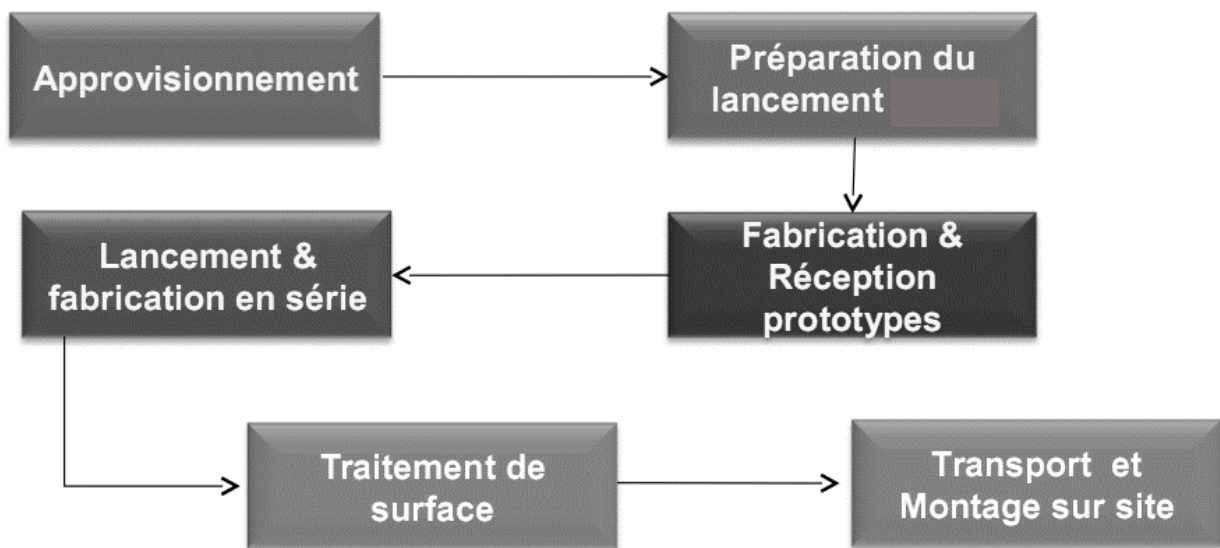 Approvisionnement
Préparation du
lancement
Fabrication &
Réception
prototypes
Lancement &
fabrication en série
Traitement de
surface
Transport et
Montage sur site